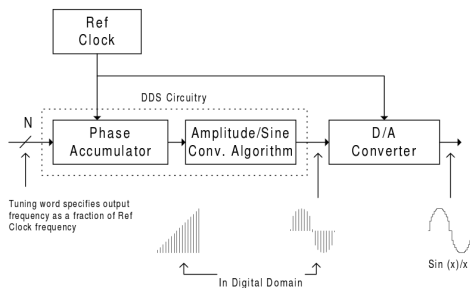 Ref
Clock
DDS Circuitry
N
Phase
Accumulator
Amplitude/Sine
Conv. Algorithm
D/A
Converter
Tuning word specifies output
frequency as a fraction of Ref
Clock frequency
In Digital Domain
Sin (x)/x